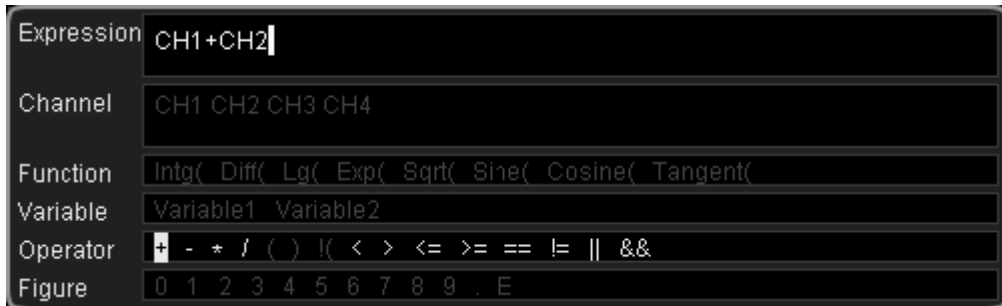 Expression CH1+CH2
Channel CH1 CH2 CH3 CH4
Function Intg( Diff( Lg( Exp( Sqrt( Sine( Cosine( Tangent(
Variable Variable1 Variable2
Operator + - * / ( ) !( < > <= >= == != || &&
Figure 0 1 2 3 4 5 6 7 8 9 . E